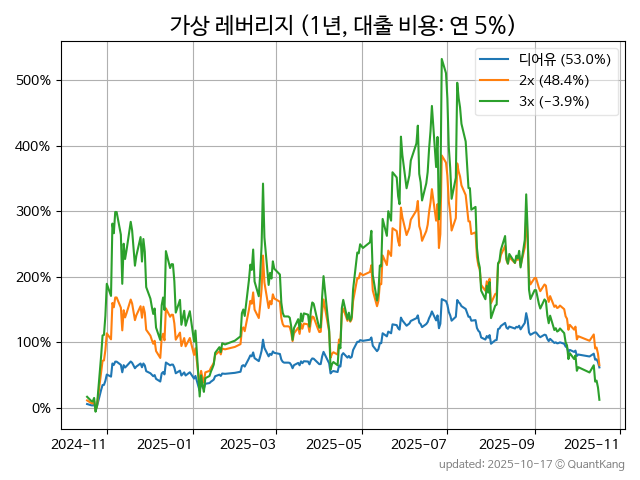 가상 레버리지 (1년, 대출 비용: 연 5%)
디어유 (53.0%)
2x (48.4%)
3x (−3.9%)
500%
400%
300%
200%
100%
0%
2024-11 2025-01 2025-03 2025-05 2025-07 2025-09 2025-11
updated: 2025-10-17 © QuantKang